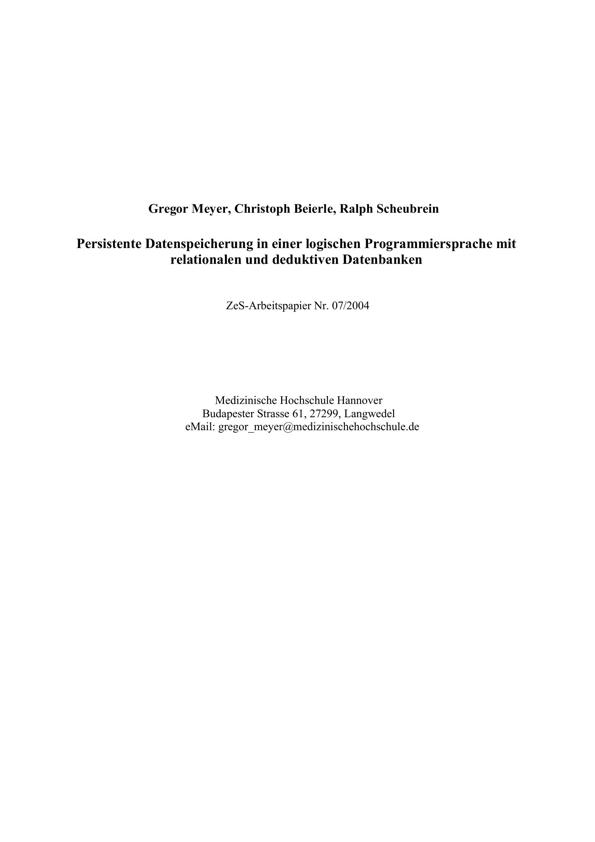 Gregor Meyer, Christoph Beierle, Ralph Scheubrein
Persistente Datenspeicherung in einer logischen Programmiersprache mit
relationalen und deduktiven Datenbanken
ZeS-Arbeitspapier Nr. 07/2004
Medizinische Hochschule Hannover
Budapester Strasse 61, 27299, Langwedel
eMail: gregor_meyer@medizinischehochschule.de